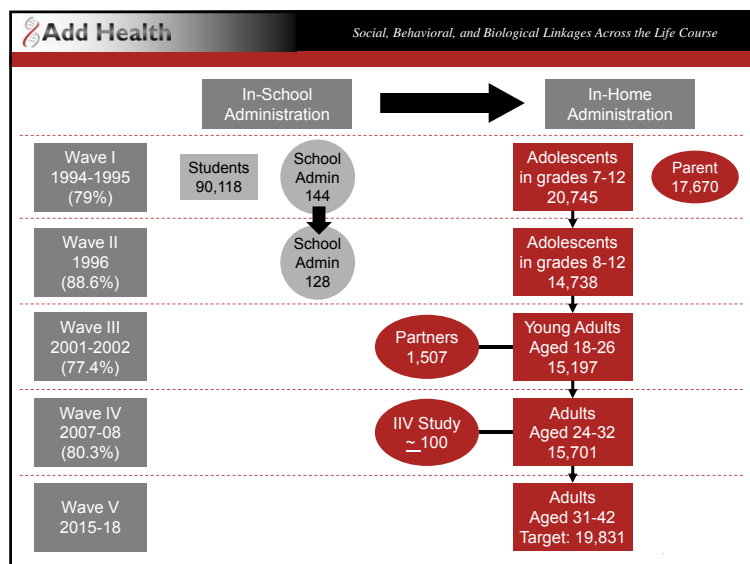 Add Health
Social, Behavioral, and Biological Linkages Across the Life Course
In-School
Administration
In-Home
Administration
Wave I
1994-1995
(79%)
Students
90,118
School
Admin
144
Adolescents
in grades 7-12
20,745
Parent
17,670
Wave II
1996
(88.6%)
School
Admin
128
Adolescents
in grades 8-12
14,738
Wave III
2001-2002
(77.4%)
Partners
1,507
Young Adults
Aged 18-26
15,197
Wave IV
2007-08
(80.3%)
IIV Study
~ 100
Adults
Aged 24-32
15,701
Wave V
2015-18
Adults
Aged 31-42
Target: 19,831